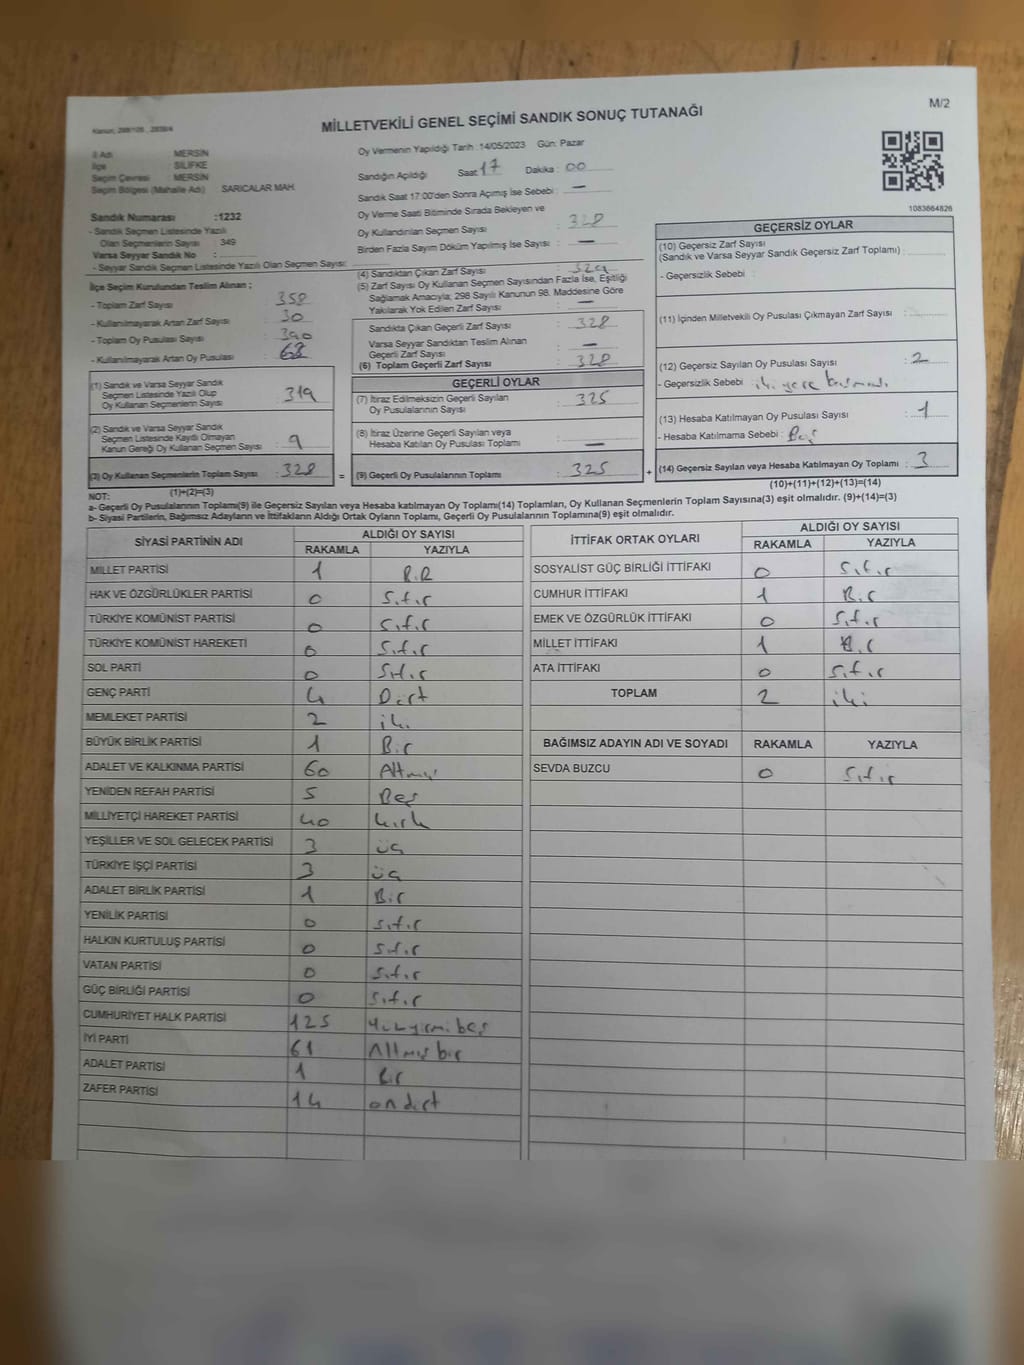 M/2
Kanun, 298/105 , 2839/4
MİLLETVEKİLİ GENEL SEÇİMİ SANDIK SONUÇ TUTANAĞI
İl Adı : MERSİN
İlçe : SİLİFKE
Seçim Çevresi : MERSİN
Seçim Bölgesi (Mahalle Adı) SARICALAR MAH.
Sandık Numarası :1232
- Sandık Seçmen Listesinde Yazılı
Olan Seçmenlerin Sayısı : 349
Varsa Seyyar Sandık No :
- Seyyar Sandık Seçmen Listesinde Yazılı Olan Seçmen Sayısı:
İlçe Seçim Kurulundan Teslim Alınan ;
- Toplam Zarf Sayısı : 358
- Kullanılmayarak Artan Zarf Sayısı : 30
- Toplam Oy Pusulası : 390
- Kullanılmayarak Artan Oy Pusulası :
(1) Sandık ve Varsa Seyyar Sandık
Seçmen Listesinde Yazılı Olup
Oy Kullanan Seçmenlerin Sayısı : 319
(2) Sandık ve Varsa Seyyar Sandık
Seçmen Listesinde Kayıtlı Olmayan
Kanun Gereği Oy Kullanan Seçmen Sayısı : 9
(3) Oy Kullanan Seçmenlerin Toplam Sayısı : 328
(1)+(2)=(3)
Oy Vermenin Yapıldığı Tarih : 14/05/2023 Gün: Pazar
Sandığın Açıldığı Saat : 17 Dakika : 00
Sandık Saat 17:00'den Sonra Açımış İse Sebebi : —
Oy Verme Saati Bitiminde Sırada Bekleyen ve
Oy Kullandırılan Seçmen Sayısı : 328
Birden Fazla Sayım Döküm Yapılmış İse Sayısı : —
(4) Sandıktan Çıkan Zarf Sayısı :
(5) Zarf Sayısı Oy Kullanan Seçmen Sayısından Fazla İse, Eşitliği
Sağlamak Amacıyla; 298 Sayılı Kanunun 98. Maddesine Göre
Yakılarak Yok Edilen Zarf Sayısı : —
Sandıkta Çıkan Geçerli Zarf Sayısı : 328
Varsa Seyyar Sandıktan Teslim Alınan
Geçerli Zarf Sayısı : —
(6) Toplam Geçerli Zarf Sayısı : 328
GEÇERLİ OYLAR
(7) İtiraz Edilmeksizin Geçerli Sayılan
Oy Pusulalarının Sayısı : 325
(8) İtiraz Üzerine Geçerli Sayılan veya
Hesaba Katılan Oy Pusulası Toplamı : —
= (9) Geçerli Oy Pusulalarının Toplamı : 325 +
1083664826
GEÇERSİZ OYLAR
(10) Geçersiz Zarf Sayısı
(Sandık ve Varsa Seyyar Sandık Geçersiz Zarf Toplamı) :
- Geçersizlik Sebebi :
(11) İçinden Milletvekili Oy Pusulası Çıkmayan Zarf Sayısı :
(12) Geçersiz Sayılan Oy Pusulası Sayısı : 2
- Geçersizlik Sebebi : iki yere basması
(13) Hesaba Katılmayan Oy Pusulası Sayısı : 1
- Hesaba Katılmama Sebebi : Boş
(14) Geçersiz Sayılan veya Hesaba Katılmayan Oy Toplamı : 3
(10)+(11)+(12)+(13)=(14)
NOT:
a- Geçerli Oy Pusulalarının Toplamı(9) ile Geçersiz Sayılan veya Hesaba katılmayan Oy Toplamı(14) Toplamları, Oy Kullanan Seçmenlerin Toplam Sayısına(3) eşit olmalıdır. (9)+(14)=(3)
b- Siyasi Partilerin, Bağımsız Adayların ve İttifakların Aldığı Ortak Oyların Toplamı, Geçerli Oy Pusulalarının Toplamına(9) eşit olmalıdır.
SİYASİ PARTİNİN ADI ALDIĞI OY SAYISI
RAKAMLA YAZIYLA
MİLLET PARTİSİ 1 BİR
HAK VE ÖZGÜRLÜKLER PARTİSİ 0 Sıfır
TÜRKİYE KOMÜNİST PARTİSİ 0 Sıfır
TÜRKİYE KOMÜNİST HAREKETİ 0 Sıfır
SOL PARTİ 0 Sıfır
GENÇ PARTİ 4 Dört
MEMLEKET PARTİSİ 2 iki
BÜYÜK BİRLİK PARTİSİ 1 Bir
ADALET VE KALKINMA PARTİSİ 60 Altmış
YENİDEN REFAH PARTİSİ 5 Beş
MİLLİYETÇİ HAREKET PARTİSİ 40 kırk
YEŞİLLER VE SOL GELECEK PARTİSİ 3 üç
TÜRKİYE İŞÇİ PARTİSİ 3 üç
ADALET BİRLİK PARTİSİ 1 Bir
YENİLİK PARTİSİ 0 sıfır
HALKIN KURTULUŞ PARTİSİ 0 sıfır
VATAN PARTİSİ 0 sıfır
GÜÇ BİRLİĞİ PARTİSİ 0 sıfır
CUMHURİYET HALK PARTİSİ 125 Yüzyirmibeş
İYİ PARTİ 61 Altmışbir
ADALET PARTİSİ 1 Bir
ZAFER PARTİSİ 14 ondört
İTTİFAK ORTAK OYLARI ALDIĞI OY SAYISI
RAKAMLA YAZIYLA
SOSYALİST GÜÇ BİRLİĞİ İTTİFAKI 0 Sıfır
CUMHUR İTTİFAKI 1 Bir
EMEK VE ÖZGÜRLÜK İTTİFAKI 0 Sıfır
MİLLET İTTİFAKI 1 Bir
ATA İTTİFAKI 0 Sıfır
TOPLAM 2 iki
BAĞIMSIZ ADAYIN ADI VE SOYADI RAKAMLA YAZIYLA
SEVDA BUZCU 0 Sıfır